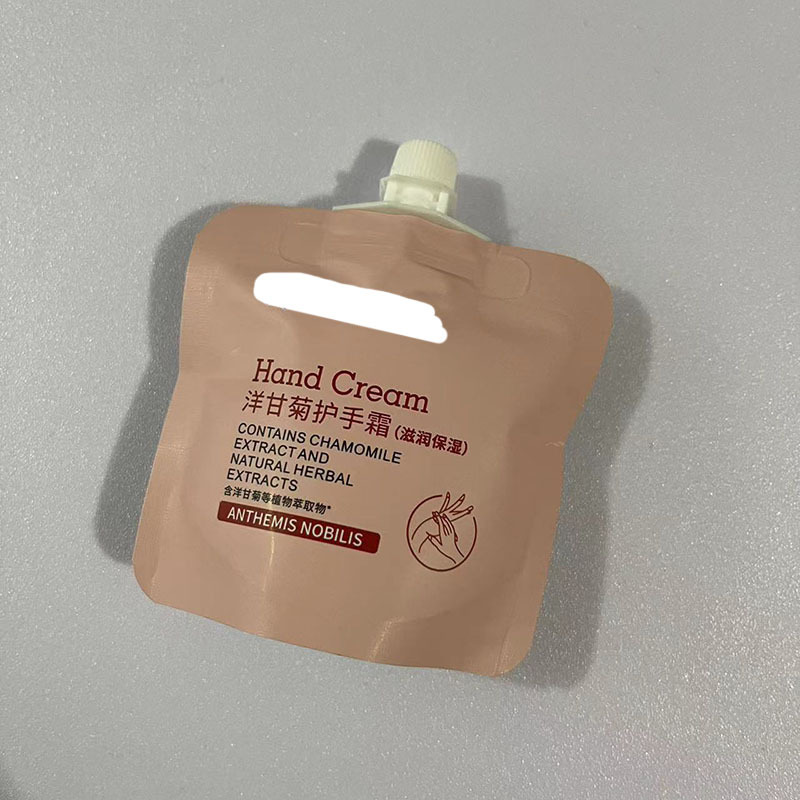 Hand Cream
洋甘菊护手霜(滋润保湿)
CONTAINS CHAMOMILE
EXTRACT AND
NATURAL HERBAL
EXTRACTS
含洋甘菊等植物萃取物*
ANTHEMIS NOBILIS